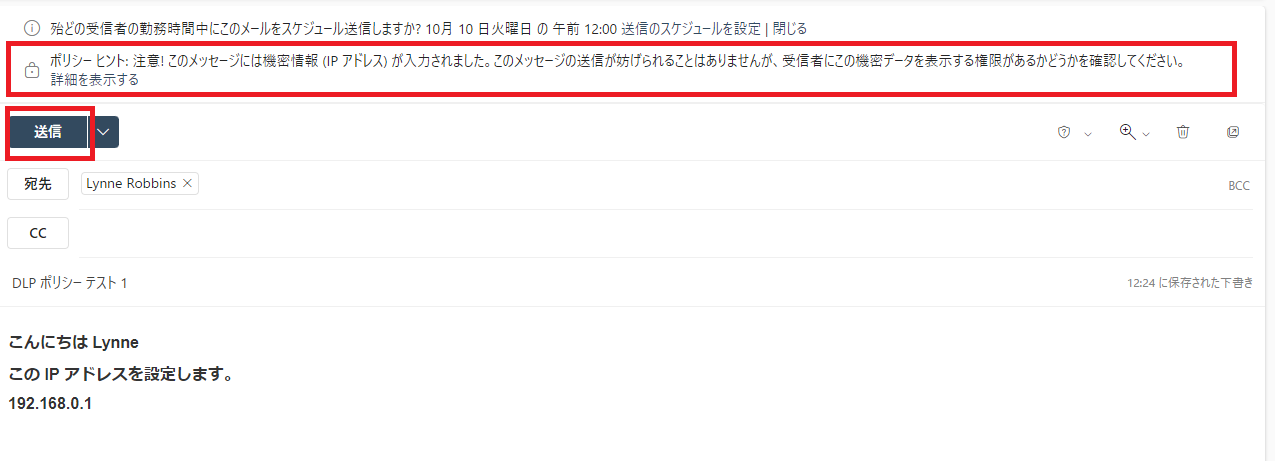 殆どの受信者の勤務時間中にこのメールをスケジュール送信しますか? 10月 10 日火曜日 の 午前 12:00 送信のスケジュールを設定 | 閉じる
ポリシー ヒント: 注意! このメッセージには機密情報 (IP アドレス) が入力されました。このメッセージの送信が妨げられることはありませんが、受信者にこの機密データを表示する権限があるかどうかを確認してください。
詳細を表示する
送信
宛先 Lynne Robbins BCC
CC
DLP ポリシー テスト 1 12:24 に保存された下書き
こんにちは Lynne
この IP アドレスを設定します。
192.168.0.1